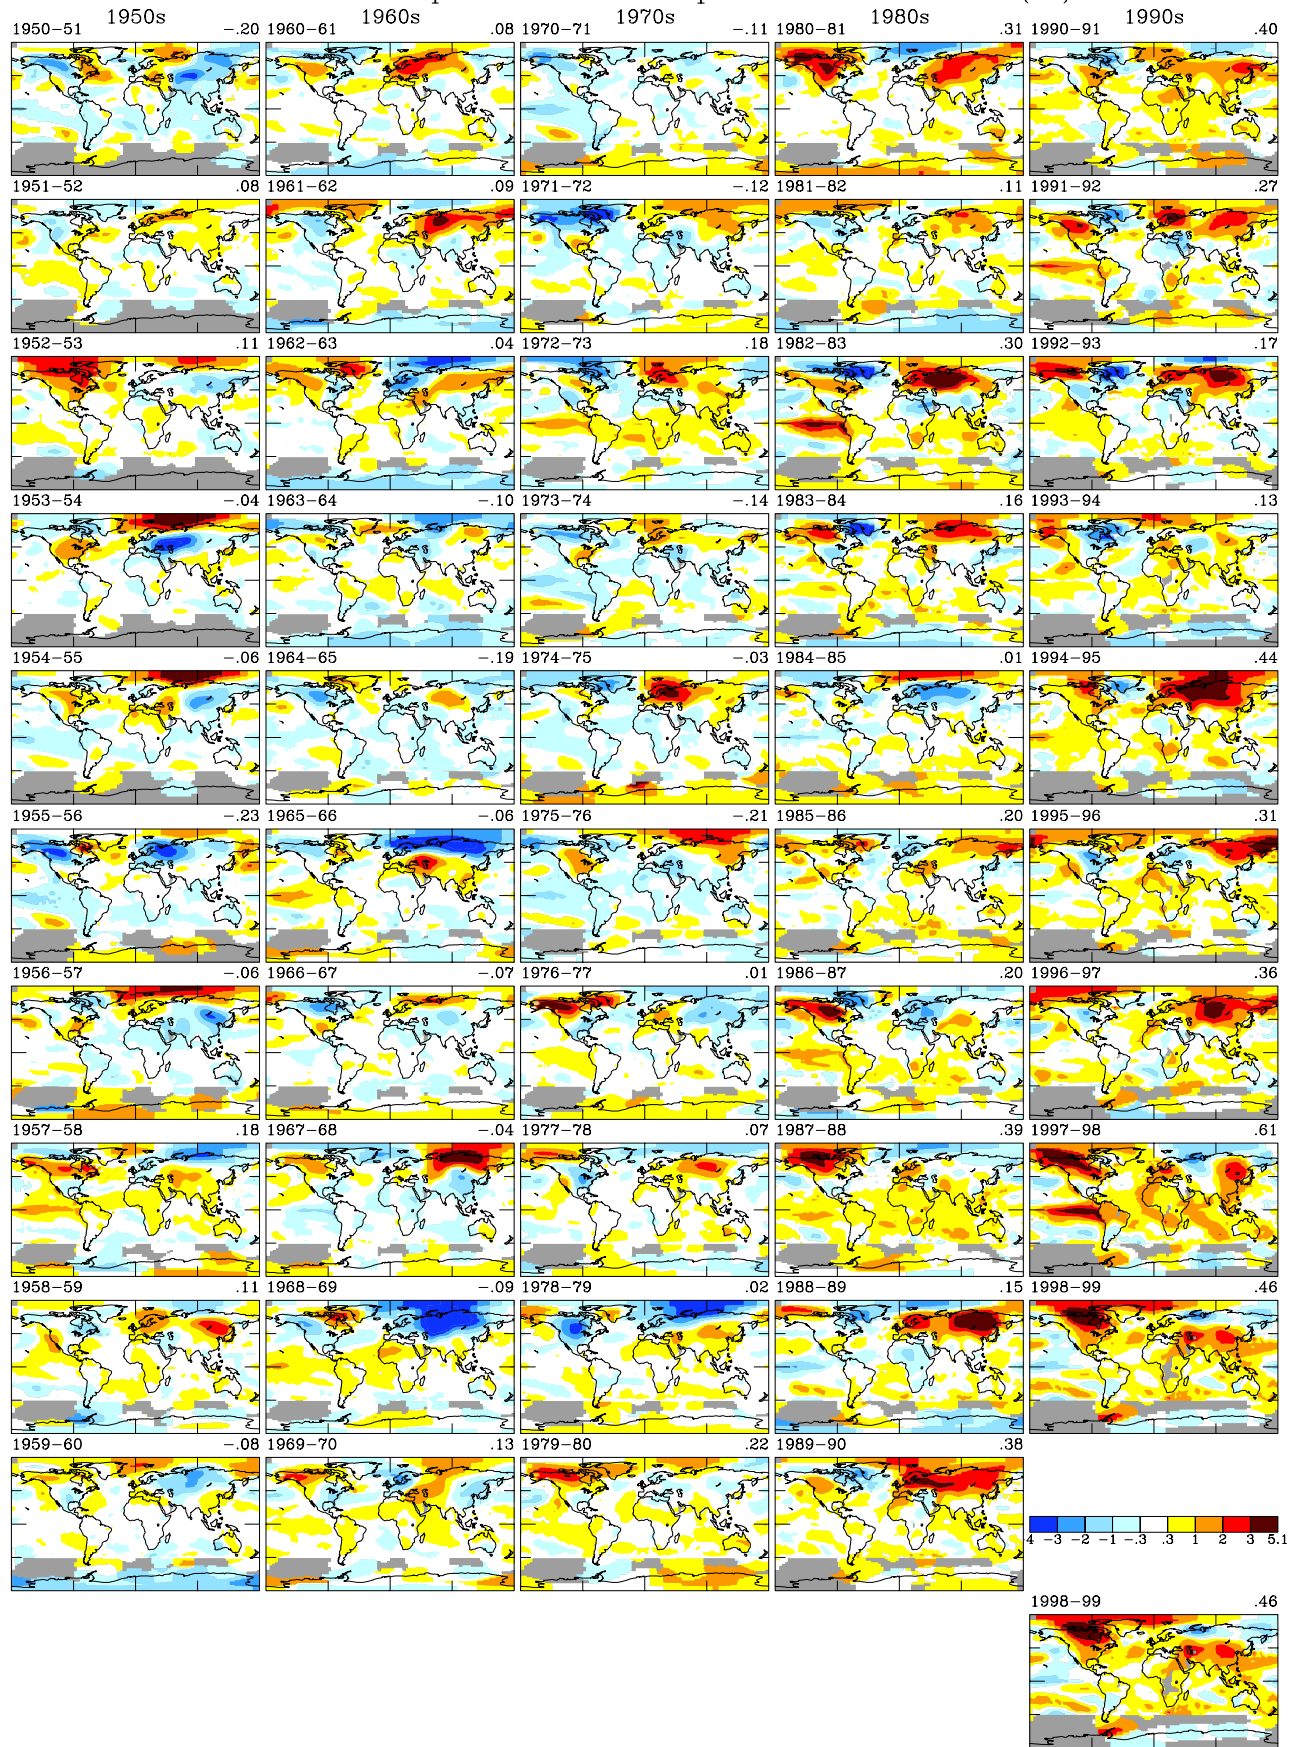 1950s 1960s 1970s 1980s 1990s
1950−51 −.20 1960−61 .08 1970−71 −.11 1980−81 .31 1990−91 .40
1951−52 .08 1961−62 .09 1971−72 −.12 1981−82 .11 1991−92 .27
1952−53 .11 1962−63 .04 1972−73 .18 1982−83 .30 1992−93 .17
1953−54 −.04 1963−64 −.10 1973−74 −.14 1983−84 .16 1993−94 .13
1954−55 −.06 1964−65 −.19 1974−75 −.03 1984−85 .01 1994−95 .44
1955−56 −.23 1965−66 −.06 1975−76 −.21 1985−86 .20 1995−96 .31
1956−57 −.06 1966−67 −.07 1976−77 .01 1986−87 .20 1996−97 .36
1957−58 .18 1967−68 −.04 1977−78 .07 1987−88 .39 1997−98 .61
1958−59 .11 1968−69 −.09 1978−79 .02 1988−89 .15 1998−99 .46
1959−60 −.08 1969−70 .13 1979−80 .22 1989−90 .38
4 −3 −2 −1 −.3 .3 1 2 3 5.1
1998−99 .46